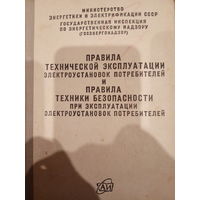 МИНИСТЕРСТВО
ЭНЕРГЕТИКИ И ЭЛЕКТРИФИКАЦИИ СССР
ГОСУДАРСТВЕННАЯ ИНСПЕКЦИЯ
ПО ЭНЕРГЕТИЧЕСКОМУ НАДЗОРУ
(ГОСЭНЕРГОНАДЗОР)
ПРАВИЛА
ТЕХНИЧЕСКОЙ ЭКСПЛУАТАЦИИ
ЭЛЕКТРОУСТАНОВОК ПОТРЕБИТЕЛЕЙ
И
ПРАВИЛА
ТЕХНИКИ БЕЗОПАСНОСТИ
ПРИ ЭКСПЛУАТАЦИИ
ЭЛЕКТРОУСТАНОВОК ПОТРЕБИТЕЛЕЙ